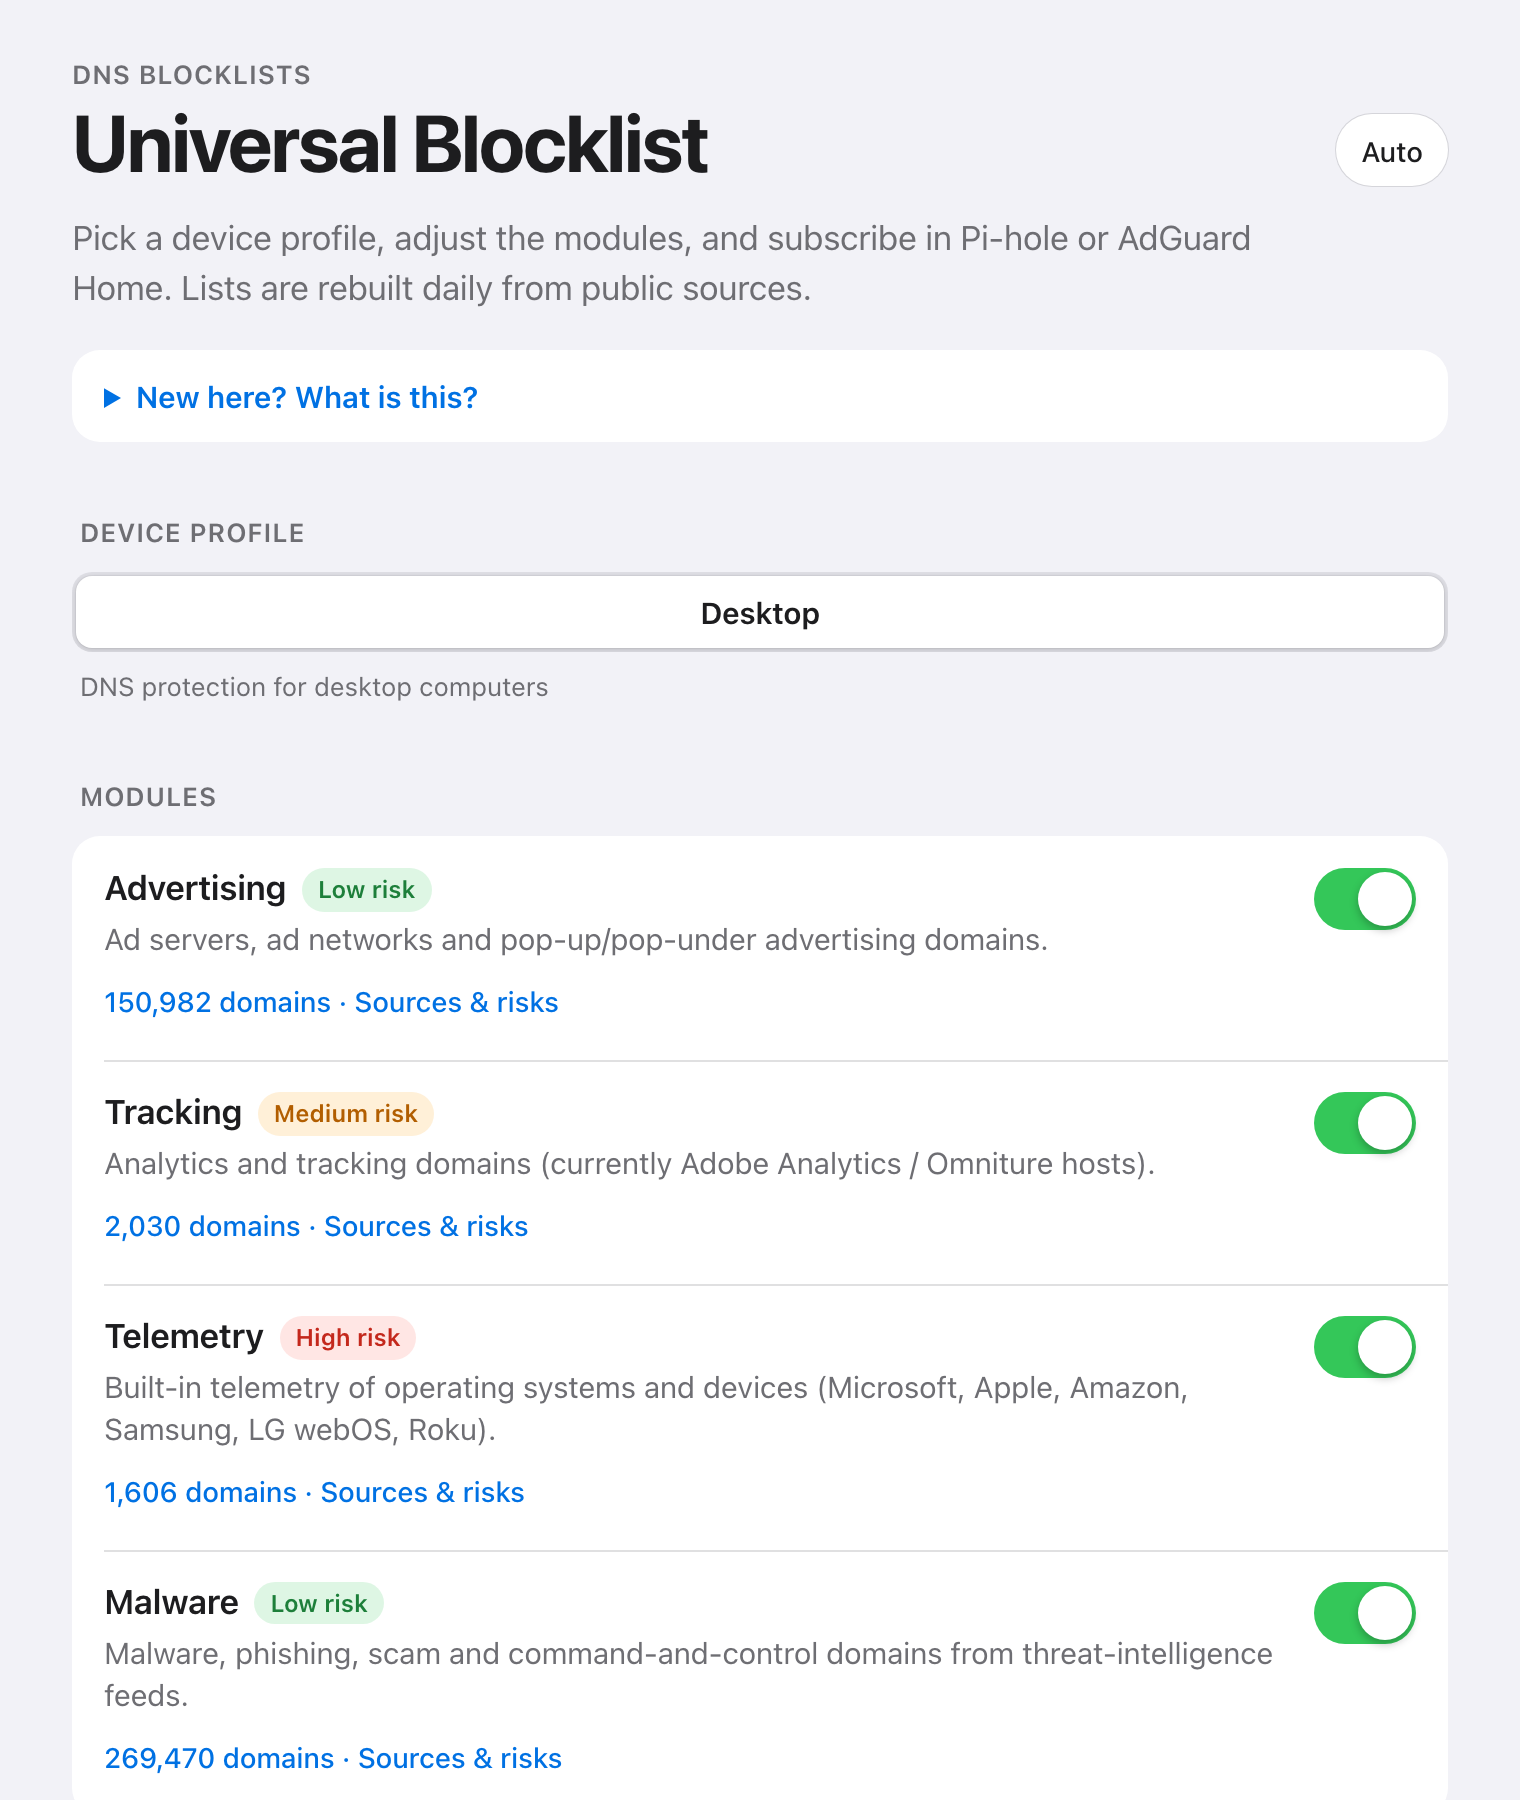 DNS BLOCKLISTS
Universal Blocklist
Auto
Pick a device profile, adjust the modules, and subscribe in Pi-hole or AdGuard
Home. Lists are rebuilt daily from public sources.
New here? What is this?
DEVICE PROFILE
Desktop
DNS protection for desktop computers
MODULES
Advertising Low risk
Ad servers, ad networks and pop-up/pop-under advertising domains.
150,982 domains · Sources & risks
Tracking Medium risk
Analytics and tracking domains (currently Adobe Analytics / Omniture hosts).
2,030 domains · Sources & risks
Telemetry High risk
Built-in telemetry of operating systems and devices (Microsoft, Apple, Amazon,
Samsung, LG webOS, Roku).
1,606 domains · Sources & risks
Malware Low risk
Malware, phishing, scam and command-and-control domains from threat-intelligence
feeds.
269,470 domains · Sources & risks